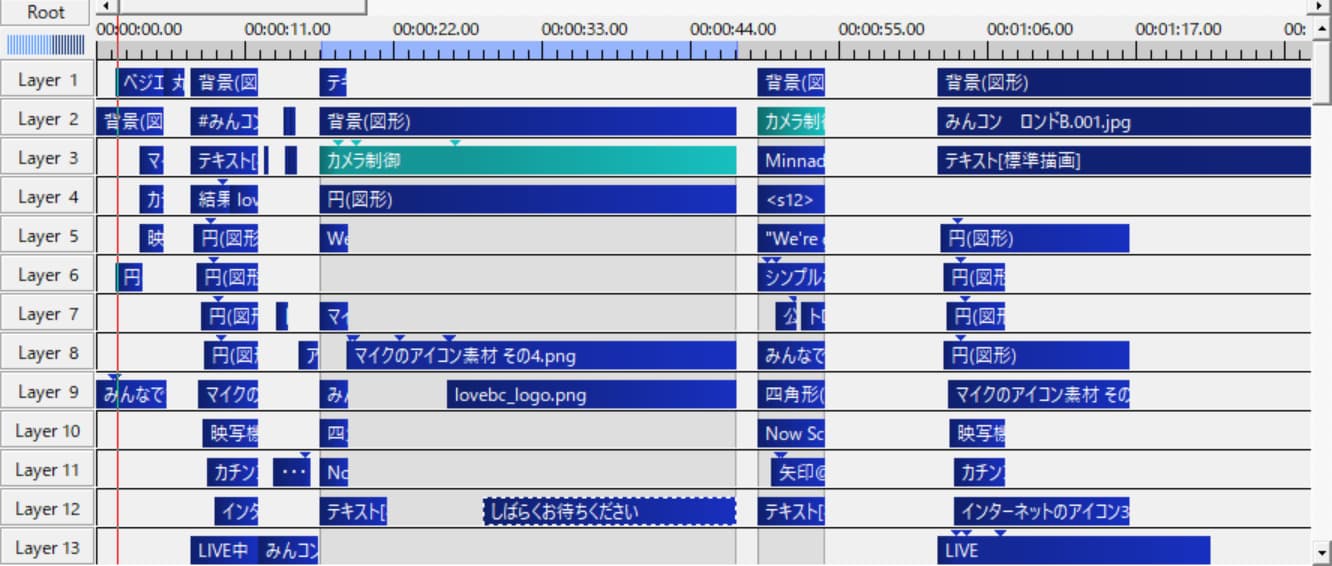 Root
00:00:00.00 00:00:11.00 00:00:22.00 00:00:33.00 00:00:44.00 00:00:55.00 00:01:06.00 00:01:17.00 00:
Layer 1 ベジエ 丸 背景(図 テキ 背景(図 背景(図形)
Layer 2 背景(図 #みんコン 背景(図形) カメラ制御 みんコン　ロンドB.001.jpg
Layer 3 マイ テキスト[ カメラ制御 Minnad テキスト[標準描画]
Layer 4 カチ 結果 lov 円(図形) <s12>
Layer 5 映 円(図形 We "We're 円(図形)
Layer 6 円 円(図形 シンプル 円(図形
Layer 7 円(図形 マイ 公 ト 円(図形
Layer 8 円(図形 ア マイクのアイコン素材 その4.png みんなで 円(図形)
Layer 9 みんなで マイクの みん lovebc_logo.png 四角形( マイクのアイコン素材 その
Layer 10 映写機 四 Now Sc 映写機
Layer 11 カチン ··· No 矢印@ カチン
Layer 12 インタ テキスト[ しばらくお待ちください テキスト[ インターネットのアイコン3
Layer 13 LIVE中 みんコン LIVE